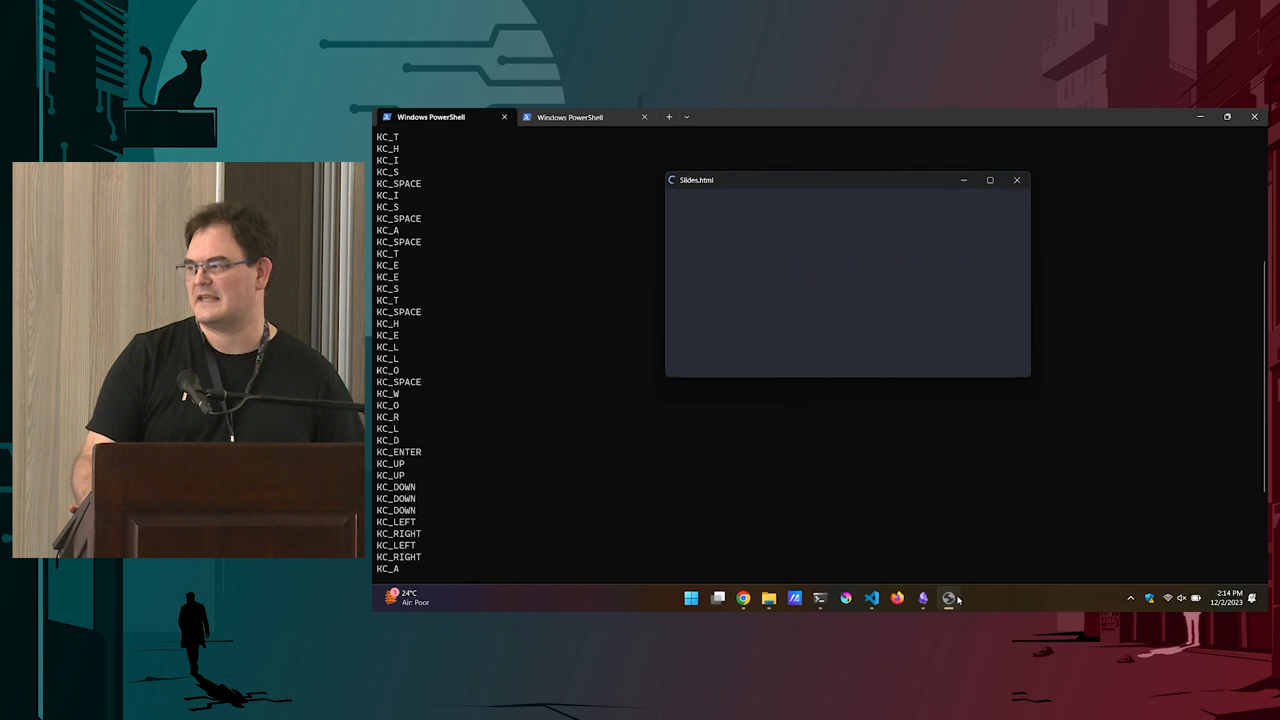 Windows PowerShell
Windows PowerShell
KC_T
KC_H
KC_I
KC_S
KC_SPACE
KC_I
KC_S
KC_SPACE
KC_A
KC_SPACE
KC_T
KC_E
KC_E
KC_S
KC_T
KC_SPACE
KC_H
KC_E
KC_L
KC_L
KC_O
KC_SPACE
KC_W
KC_O
KC_R
KC_L
KC_D
KC_ENTER
KC_UP
KC_UP
KC_DOWN
KC_DOWN
KC_DOWN
KC_LEFT
KC_RIGHT
KC_LEFT
KC_RIGHT
KC_A
Slides.html
1
24°C
Air: Poor
2:14 PM
12/2/2023